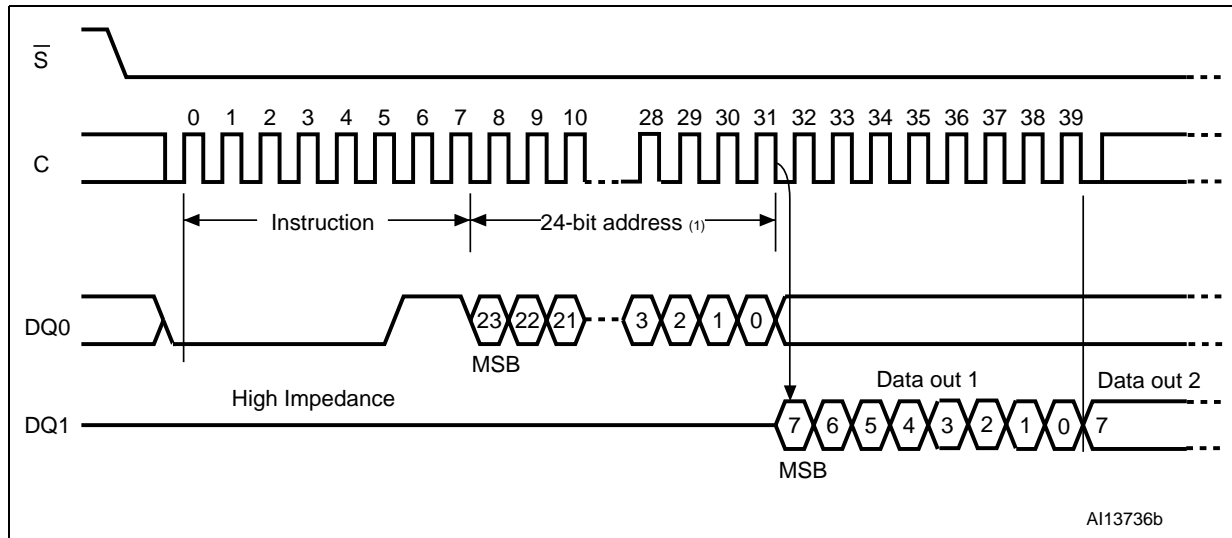 S̅
0 1 2 3 4 5 6 7 8 9 10 28 29 30 31 32 33 34 35 36 37 38 39
C
Instruction 24-bit address (1)
DQ0 23 22 21 3 2 1 0
MSB
High Impedance Data out 1 Data out 2
DQ1 7 6 5 4 3 2 1 0 7
MSB
AI13736b